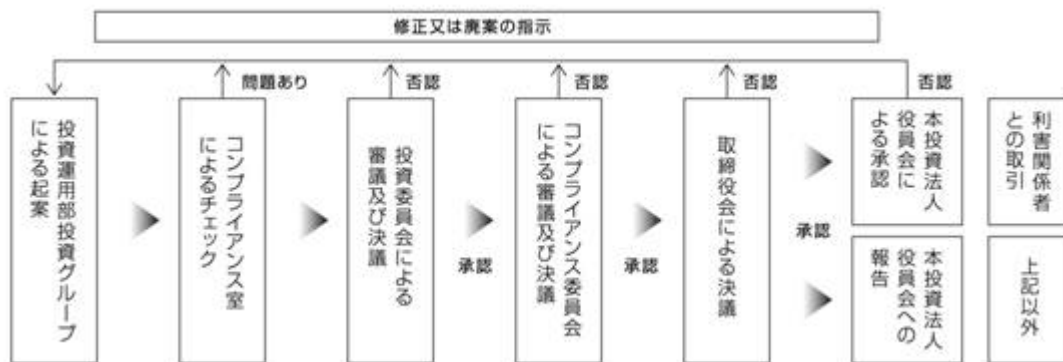 修正又は廃案の指示
問題あり
否認
否認
否認
否認
投資運用部投資グループ
による起案
コンプライアンス室
によるチェック
投資委員会による
審議及び決議
承認
コンプライアンス委員会
による審議及び決議
承認
取締役会による決議
承認
本投資法人
役員会に
よる承認
利害関係者
との取引
本投資法人
役員会への
報告
上記以外